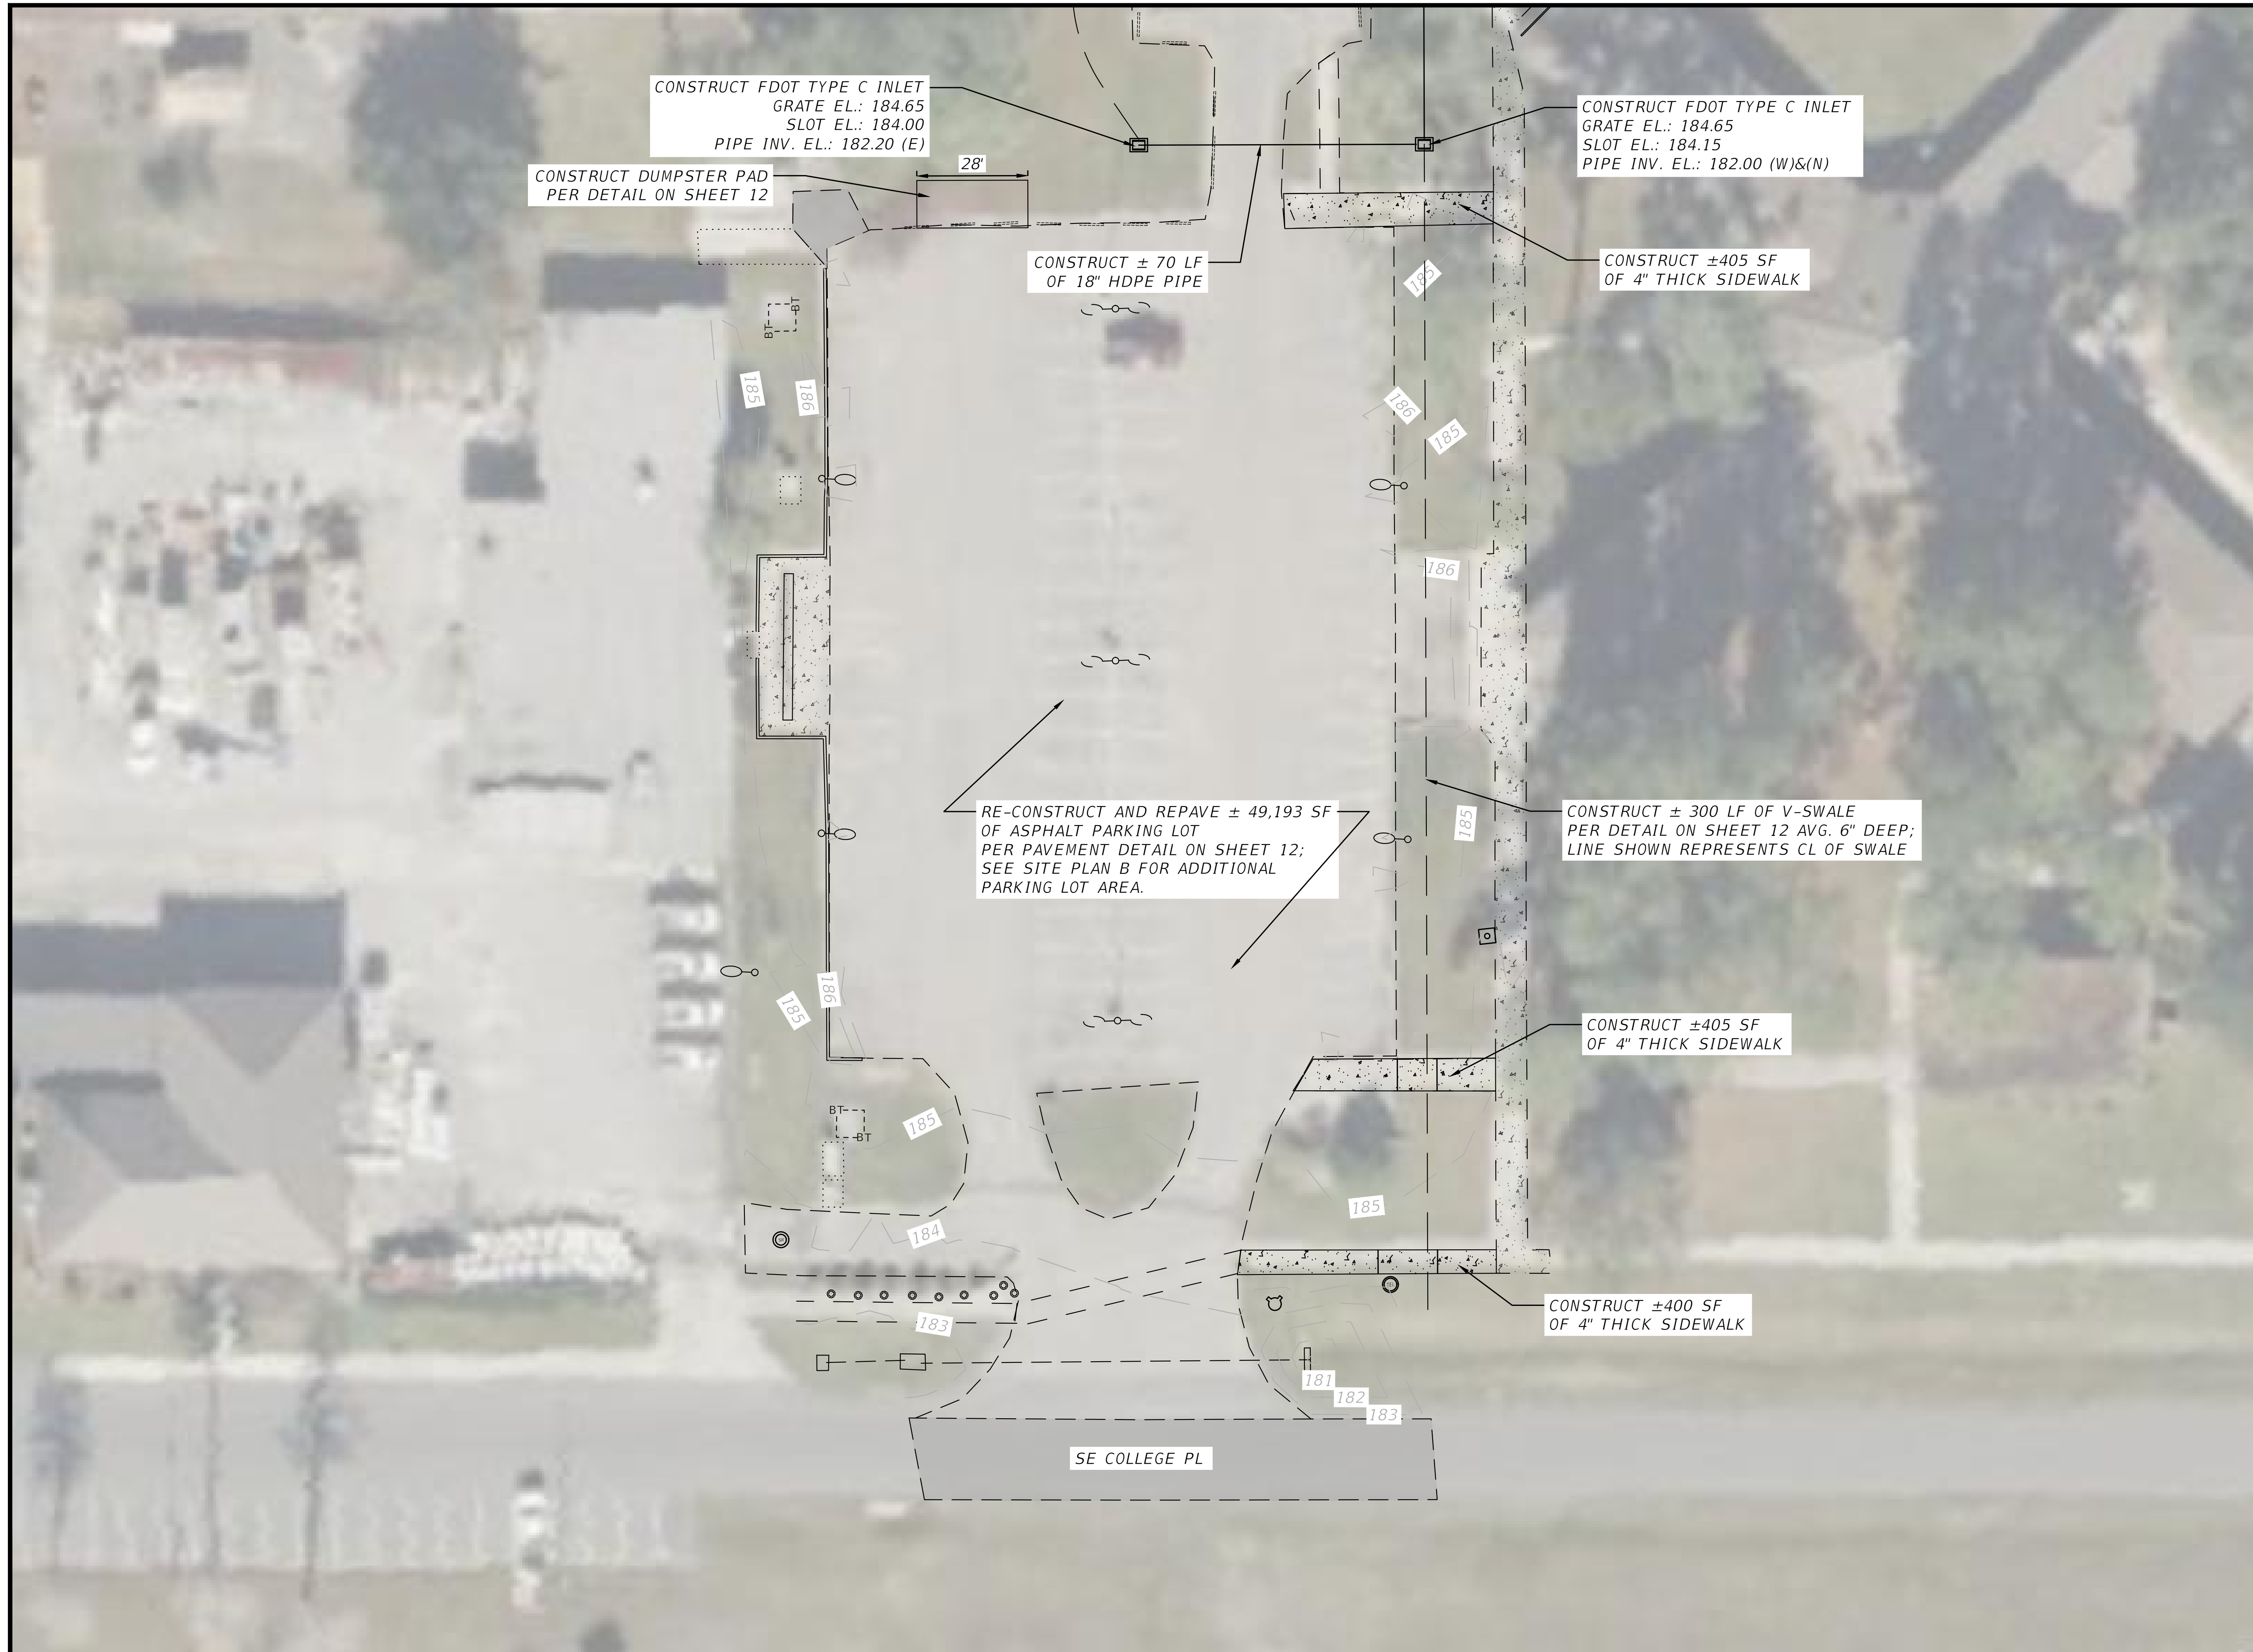 CONSTRUCT FDOT TYPE C INLET
GRATE EL.: 184.65
SLOT EL.: 184.00
PIPE INV. EL.: 182.20 (E)
CONSTRUCT FDOT TYPE C INLET
GRATE EL.: 184.65
SLOT EL.: 184.15
PIPE INV. EL.: 182.00 (W)&(N)
28'
CONSTRUCT DUMPSTER PAD
PER DETAIL ON SHEET 12
CONSTRUCT ± 70 LF
OF 18" HDPE PIPE
CONSTRUCT ±405 SF
OF 4" THICK SIDEWALK
185
BT
BT
185
186
186
185
186
RE-CONSTRUCT AND REPAVE ± 49,193 SF
OF ASPHALT PARKING LOT
PER PAVEMENT DETAIL ON SHEET 12;
SEE SITE PLAN B FOR ADDITIONAL
PARKING LOT AREA.
185
CONSTRUCT ± 300 LF OF V-SWALE
PER DETAIL ON SHEET 12 AVG. 6" DEEP;
LINE SHOWN REPRESENTS CL OF SWALE
186
185
CONSTRUCT ±405 SF
OF 4" THICK SIDEWALK
BT
BT
185
185
184
183
CONSTRUCT ±400 SF
OF 4" THICK SIDEWALK
181
182
183
SE COLLEGE PL